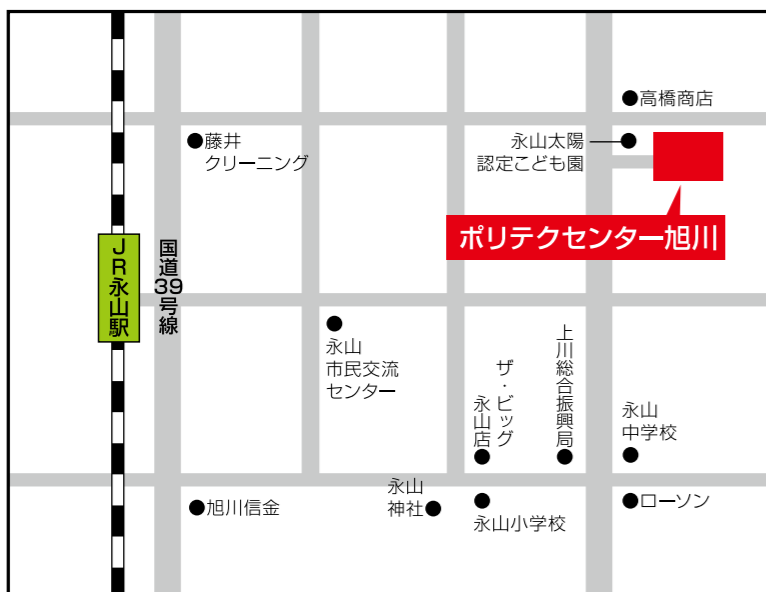 高橋商店
藤井
クリーニング
永山太陽
認定こども園
ポリテクセンター旭川
JR永山駅
国道39号線
永山
市民交流
センター
ザ・ビッグ
永山店
上川総合振興局
永山
中学校
旭川信金
永山
神社
永山小学校
ローソン